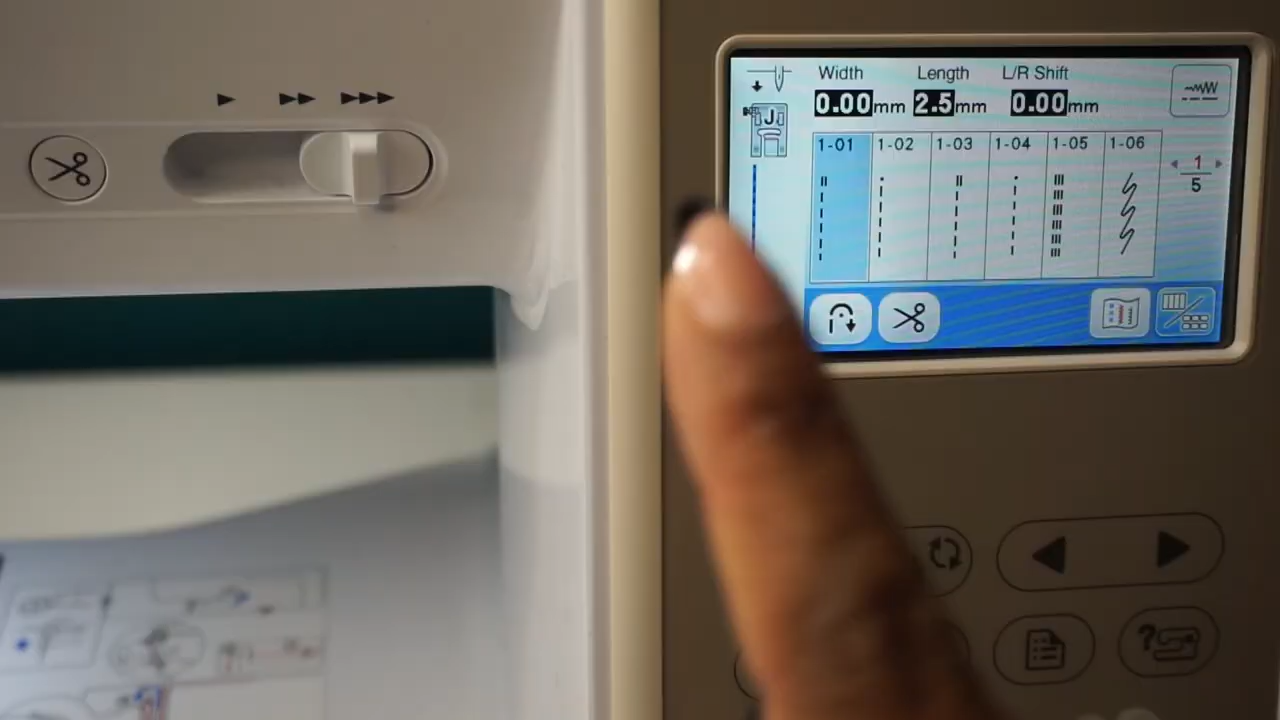 Width Length L/R Shift
0.00mm 2.5mm 0.00mm
J
1-01 1-02 1-03 1-04 1-05 1-06
1
5
?